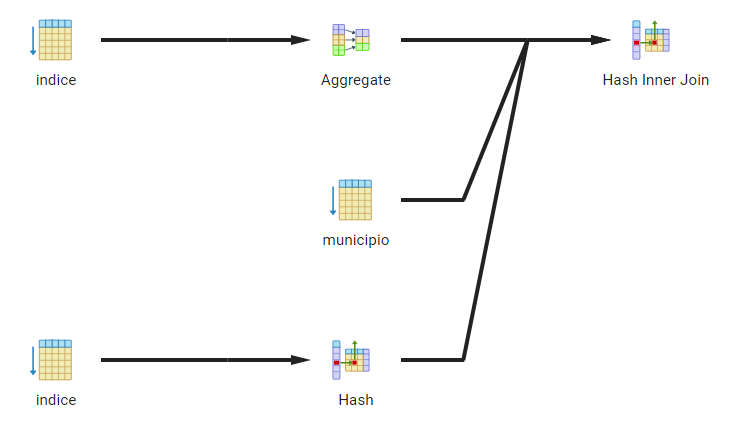 indice
Aggregate
Hash Inner Join
municipio
indice
Hash